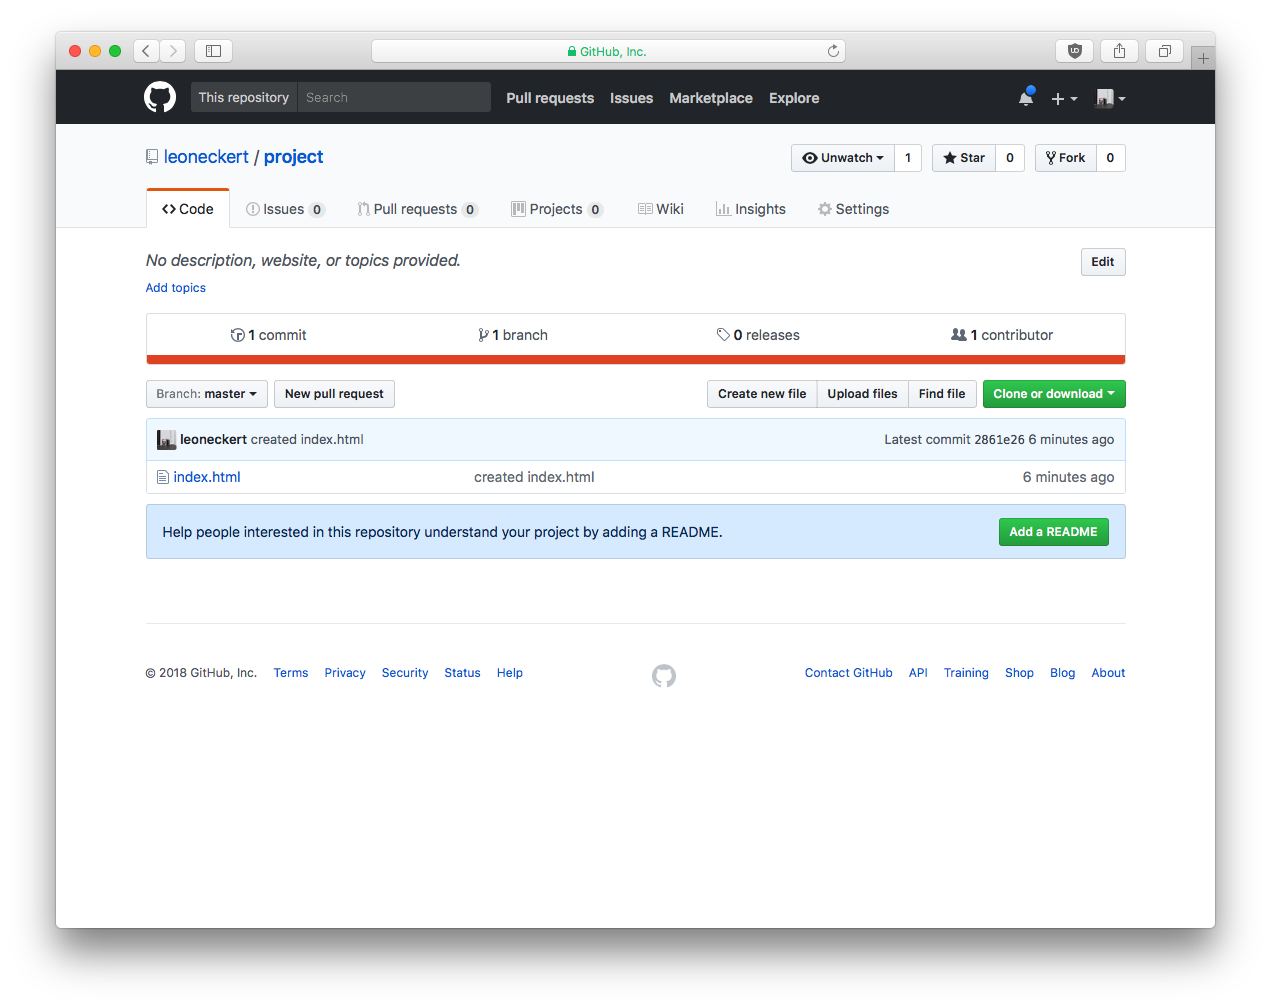 GitHub, Inc.
This repository Search Pull requests Issues Marketplace Explore
leoneckert / project Unwatch 1 Star 0 Fork 0
Code Issues 0 Pull requests 0 Projects 0 Wiki Insights Settings
No description, website, or topics provided. Edit
Add topics
1 commit 1 branch 0 releases 1 contributor
Branch: master New pull request Create new file Upload files Find file Clone or download
leoneckert created index.html Latest commit 2861e26 6 minutes ago
index.html created index.html 6 minutes ago
Help people interested in this repository understand your project by adding a README. Add a README
© 2018 GitHub, Inc. Terms Privacy Security Status Help Contact GitHub API Training Shop Blog About